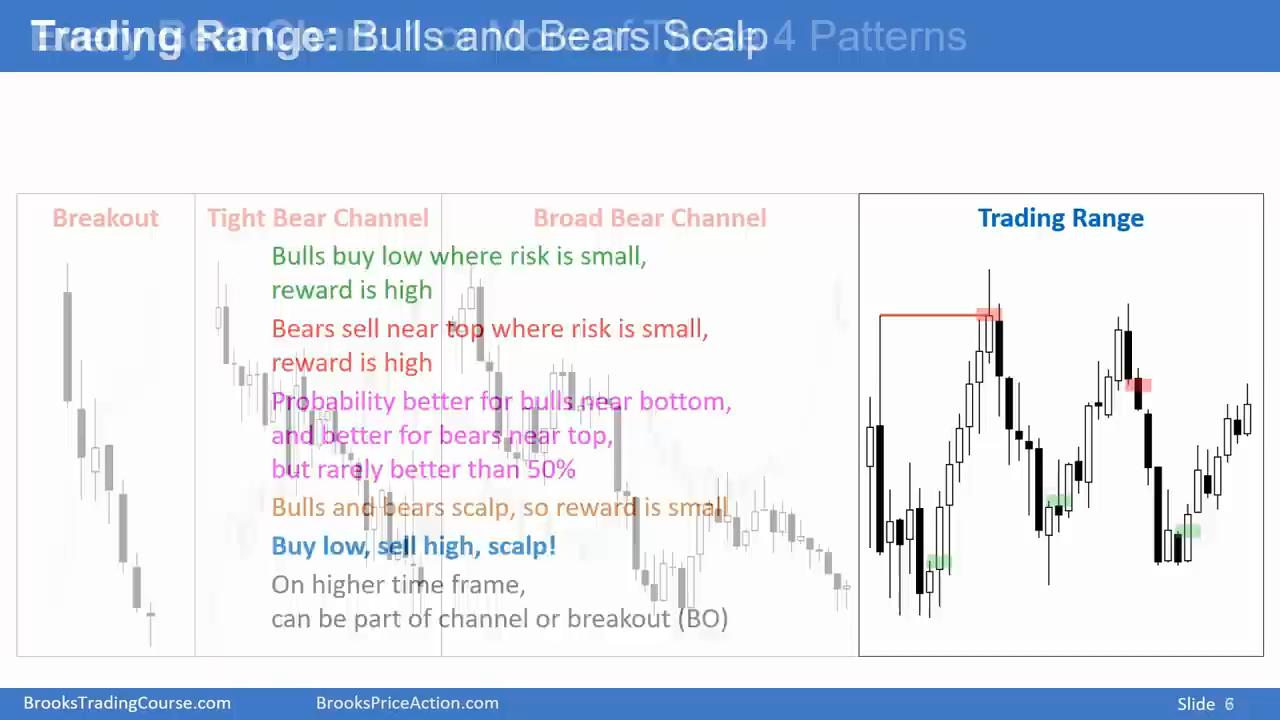 Trading Range: Bulls and Bears Scalp
4 Patterns
Breakout
Tight Bear Channel
Broad Bear Channel
Trading Range
Bulls buy low where risk is small,
reward is high
Bears sell near top where risk is small,
reward is high
Probability better for bulls near bottom,
and better for bears near top,
but rarely better than 50%
Bulls and bears scalp, so reward is small
Buy low, sell high, scalp!
On higher time frame,
can be part of channel or breakout (BO)
BrooksTradingCourse.com
BrooksPriceAction.com
Slide